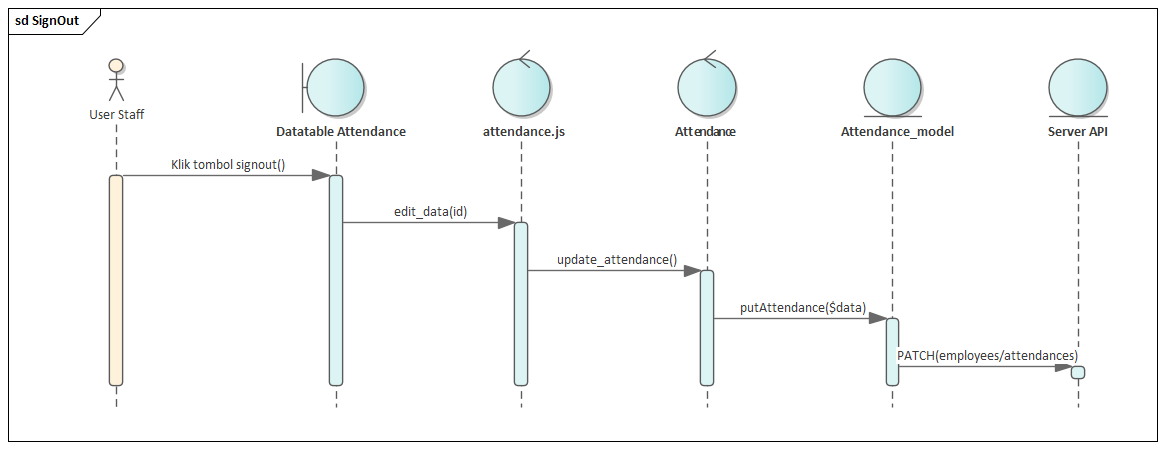 sd SignOut
User Staff
Datatable Attendance
attendance.js
Attendance
Attendance_model
Server API
Klik tombol signout()
edit_data(id)
update_attendance()
putAttendance($data)
PATCH(employees/attendances)